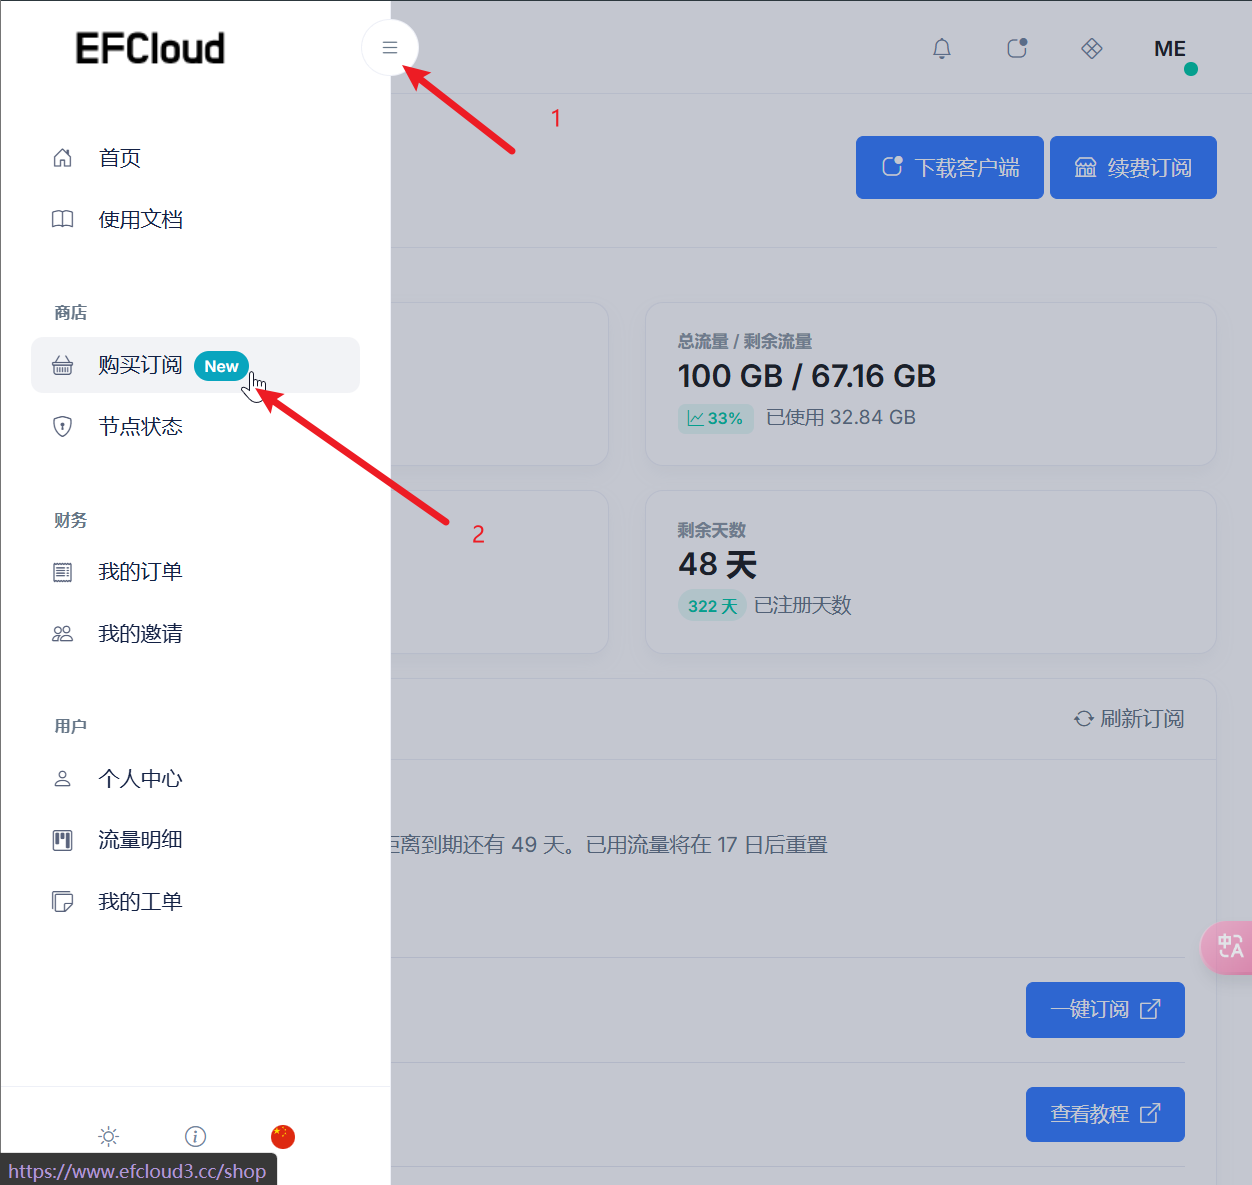 EFCloud
ME
1
首页
下载客户端
续费订阅
使用文档
商店
购买订阅 New
节点状态
总流量 / 剩余流量
100 GB / 67.16 GB
33% 已使用 32.84 GB
2
财务
我的订单
我的邀请
剩余天数
48 天
322 天 已注册天数
用户
个人中心
流量明细
我的工单
刷新订阅
距离到期还有 49 天。已用流量将在 17 日后重置
一键订阅
查看教程
中A
https://www.efcloud3.cc/shop